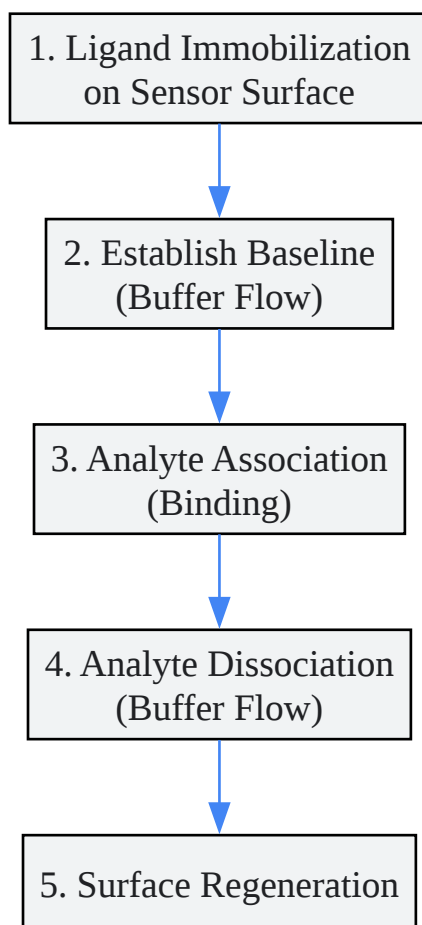 1. Ligand Immobilization
on Sensor Surface
2. Establish Baseline
(Buffer Flow)
3. Analyte Association
(Binding)
4. Analyte Dissociation
(Buffer Flow)
5. Surface Regeneration